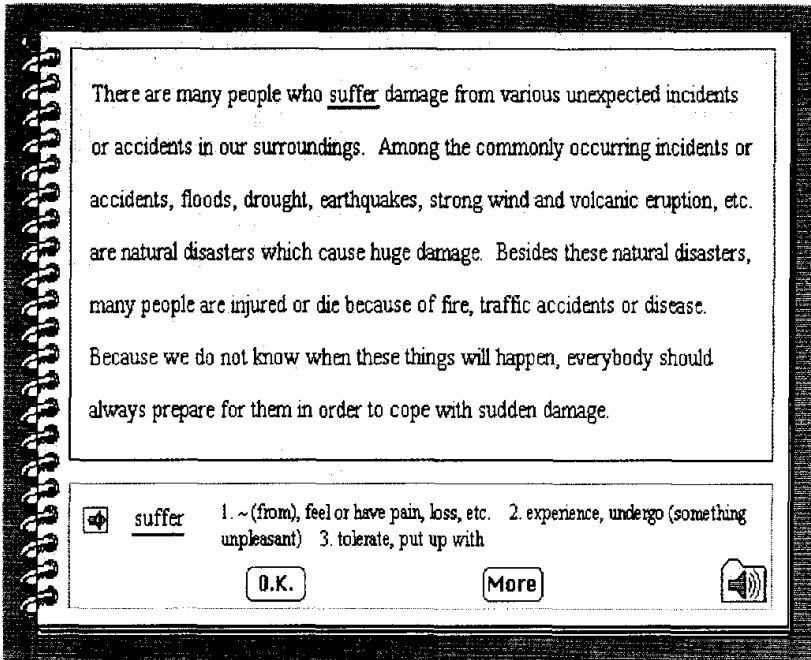 There are many people who suffer damage from various unexpected incidents
or accidents in our surroundings. Among the commonly occurring incidents or
accidents, floods, drought, earthquakes, strong wind and volcanic eruption, etc.
are natural disasters which cause huge damage. Besides these natural disasters,
many people are injured or die because of fire, traffic accidents or disease.
Because we do not know when these things will happen, everybody should
always prepare for them in order to cope with sudden damage.
suffer 1. ~ (from), feel or have pain, loss, etc. 2. experience, undergo (something
unpleasant) 3. tolerate, put up with
O.K. More